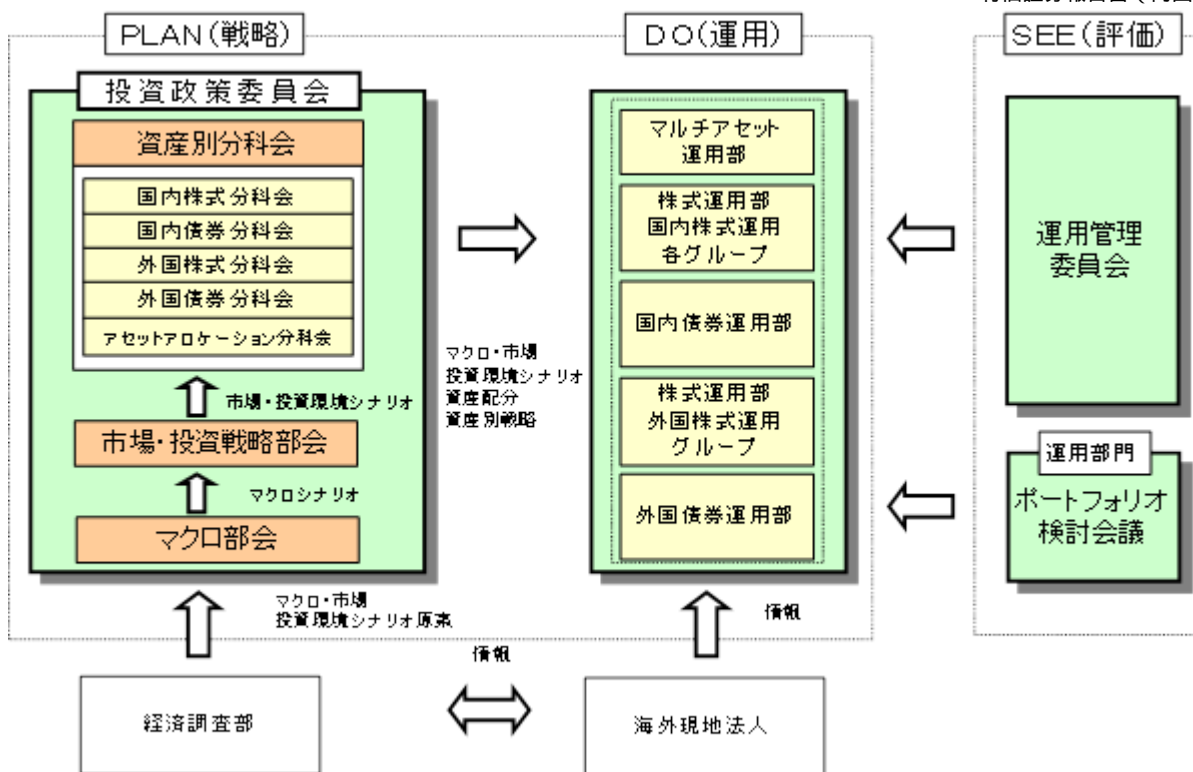 PLAN(戦略)
投資政策委員会
資産別分科会
国内株式分科会
国内債券分科会
外国株式分科会
外国債券分科会
アセットアロケーション分科会
市場・投資環境シナリオ
市場・投資戦略部会
マクロシナリオ
マクロ部会
マクロ・市場
投資環境シナリオ原案
経済調査部
マクロ・市場
投資環境シナリオ
資産配分
資産別戦略
情報
DO(運用)
マルチアセット
運用部
株式運用部
国内株式運用
各グループ
国内債券運用部
株式運用部
外国株式運用
グループ
外国債券運用部
情報
海外現地法人
SEE(評価)
運用管理
委員会
運用部門
ポートフォリオ
検討会議